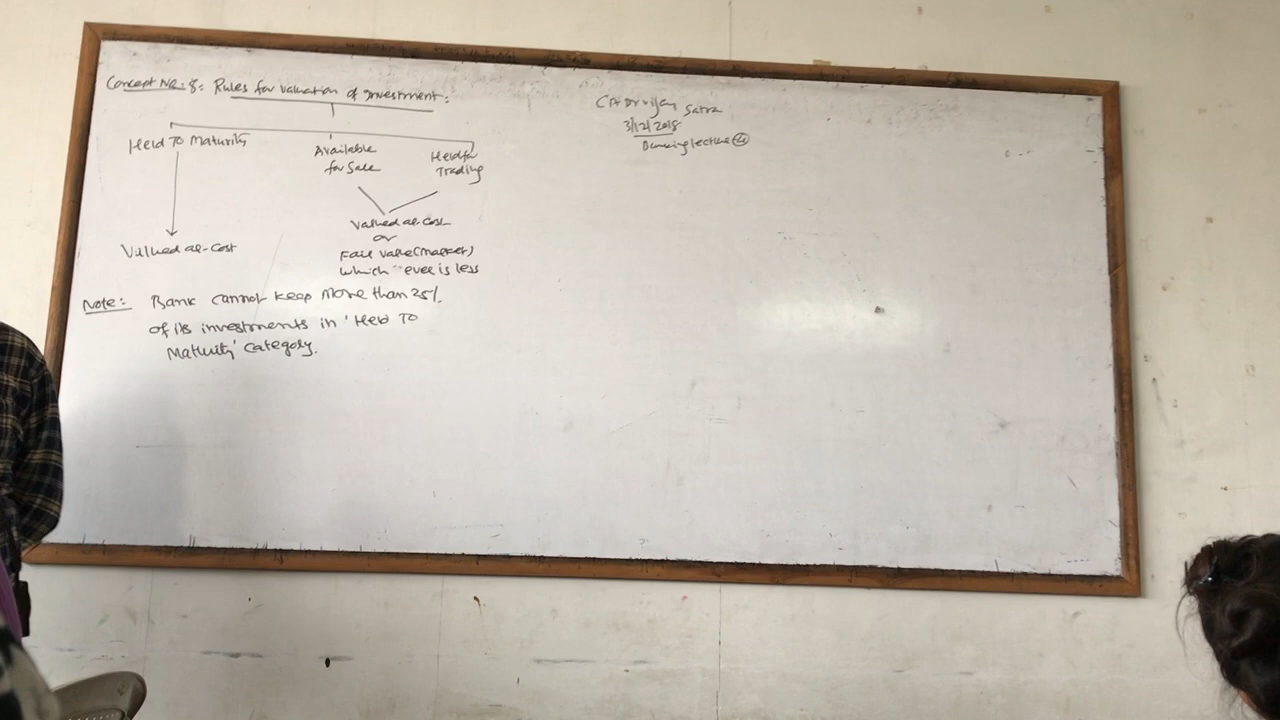 Concept No: 8: Rules for valuation of Investment:
Held To Maturity
Available
for Sale
Held for
Trading
Valued at cost
Valued at cost
or
Fair value (market)
which ever is less
Note: Bank cannot keep more than 25%
of its investments in 'Held To
Maturity' category.
CA Dr Vijay Satra
3/12/2018
Banking lecture